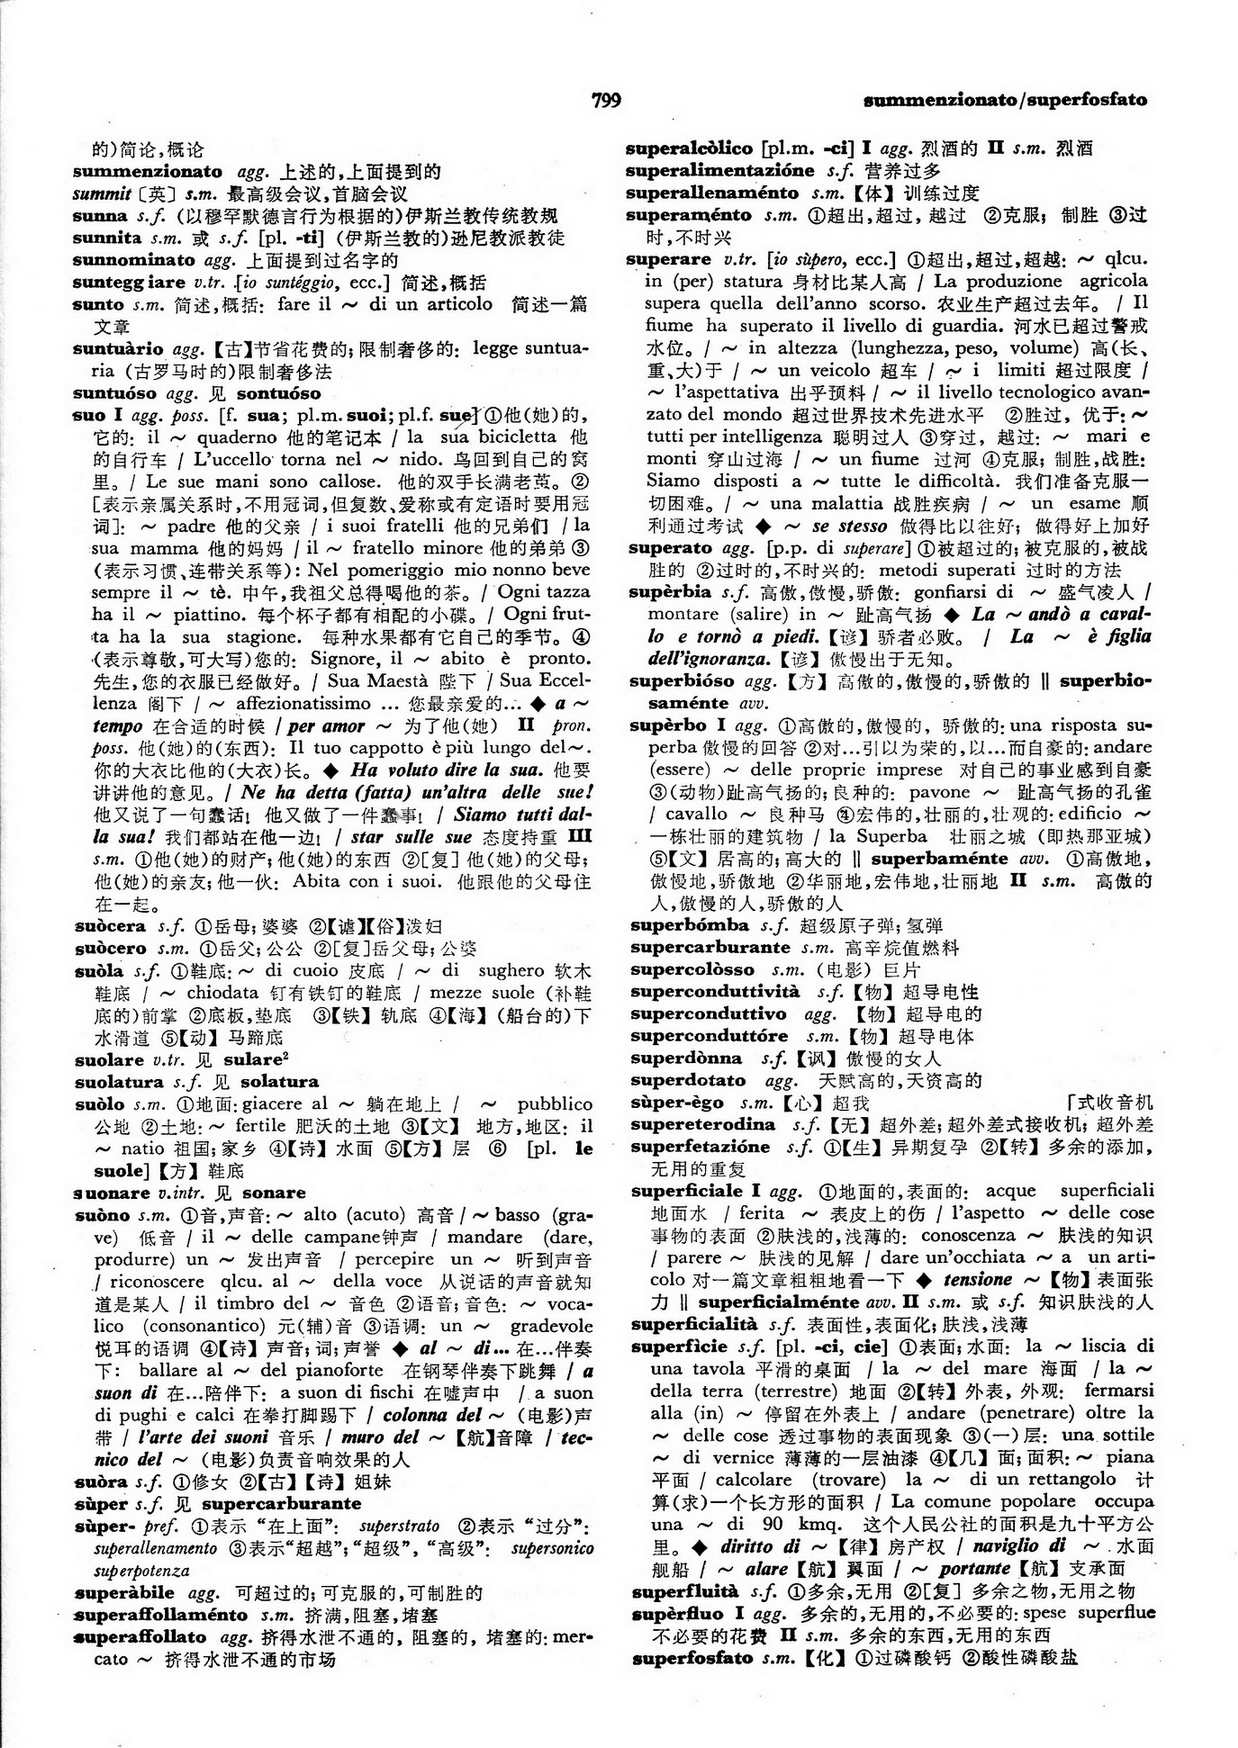 799
summenzionato/superfosfato
的)简论,概论
summenzionato agg. 上述的,上面提到的
summit [英] s.m. 最高级会议,首脑会议
sunna s.f. (以穆罕默德言行为根据的)伊斯兰教传统教规
sunnita s.m. 或 s.f. [pl. -ti] (伊斯兰教的)逊尼教派教徒
sunnominato agg. 上面提到过名字的
sunteggiare v.tr. [io suntéggio, ecc.] 简述,概括
sunto s.m. 简述,概括: fare il ~ di un articolo 简述一篇
文章
suntuàrio agg. 【古】节省花费的; 限制奢侈的: legge suntua-
ria (古罗马时的)限制奢侈法
suntuóso agg. 见 sontuóso
suo I agg. poss. [f. sua; pl.m. suoi; pl.f. sue] ①他(她)的,
它的: il ~ quaderno 他的笔记本 / la sua bicicletta 他
的自行车 / L'uccello torna nel ~ nido. 鸟回到自己的窝
里。/ Le sue mani sono callose. 他的双手长满老茧。②
[表示亲属关系时,不用冠词,但复数、爱称或有定语时要用冠
词]: ~ padre 他的父亲 / i suoi fratelli 他的兄弟们 / la
sua mamma 他的妈妈 / il ~ fratello minore 他的弟弟 ③
(表示习惯、连带关系等): Nel pomeriggio mio nonno beve
sempre il ~ tè. 中午,我祖父总得喝他的茶。/ Ogni tazza
ha il ~ piattino. 每个杯子都有相配的小碟。/ Ogni frut-
ta ha la sua stagione. 每种水果都有它自己的季节。④
(表示尊敬,可大写)您的: Signore, il ~ abito è pronto.
先生,您的衣服已经做好。/ Sua Maestà 陛下 / Sua Eccel-
lenza 阁下 / ~ affezionatissimo ... 您最亲爱的... ◆ a ~
tempo 在合适的时候 / per amor ~ 为了他(她) II pron.
poss. 他(她)的(东西): Il tuo cappotto è più lungo del~.
你的大衣比他的(大衣)长。◆ Ha voluto dire la sua. 他要
讲讲他的意见。/ Ne ha detta (fatta) un'altra delle sue!
他又说了一句蠢话! 他又做了一件蠢事! / Siamo tutti dal-
la sua! 我们都站在他一边! / star sulle sue 态度持重 III
s.m. ①他(她)的财产; 他(她)的东西 ②[复] 他(她)的父母;
他(她)的亲友; 他一伙: Abita con i suoi. 他跟他的父母住
在一起。
suòcera s.f. ①岳母; 婆婆 ②【谑】【俗】泼妇
suòcero s.m. ①岳父; 公公 ②[复]岳父母; 公婆
suòla s.f. ①鞋底: ~ di cuoio 皮底 / ~ di sughero 软木
鞋底 / ~ chiodata 钉有铁钉的鞋底 / mezze suole (补鞋
底的)前掌 ②底板,垫底 ③【铁】 轨底 ④【海】 (船台的)下
水滑道 ⑤【动】 马蹄底
suolare v.tr. 见 sulare²
suolatura s.f. 见 solatura
suòlo s.m. ①地面: giacere al ~ 躺在地上 / ~ pubblico
公地 ②土地: ~ fertile 肥沃的土地 ③【文】 地方,地区: il
~ natio 祖国; 家乡 ④【诗】 水面 ⑤【方】 层 ⑥ [pl. le
suole] 【方】 鞋底
suonare v.intr. 见 sonare
suòno s.m. ①音,声音: ~ alto (acuto) 高音 / ~ basso (gra-
ve) 低音 / il ~ delle campane钟声 / mandare (dare,
produrre) un ~ 发出声音 / percepire un ~ 听到声音
/ riconoscere qlcu. al ~ della voce 从说话的声音就知
道是某人 / il timbro del ~ 音色 ②语音; 音色: ~ voca-
lico (consonantico) 元(辅)音 ③语调: un ~ gradevole
悦耳的语调 ④【诗】 声音; 词; 声誉 ◆ al ~ di... 在...伴奏
下: ballare al ~ del pianoforte 在钢琴伴奏下跳舞 / a
suon di 在...陪伴下: a suon di fischi 在嘘声中 / a suon
di pughi e calci 在拳打脚踢下 / colonna del ~ (电影)声
带 / l'arte dei suoni 音乐 / muro del ~ 【航】音障 / tec-
nico del ~ (电影)负责音响效果的人
suòra s.f. ①修女 ②【古】【诗】 姐妹
sùper s.f. 见 supercarburante
sùper- pref. ①表示 “在上面”: superstrato ②表示 “过分”:
superallenamento ③表示“超越”; “超级”, “高级”: supersonico
superpotenza
superàbile agg. 可超过的; 可克服的,可制胜的
superaffollaménto s.m. 挤满,阻塞,堵塞
superaffollato agg. 挤得水泄不通的, 阻塞的, 堵塞的: mer-
cato ~ 挤得水泄不通的市场
superalcòlico [pl.m. -ci] I agg. 烈酒的 II s.m. 烈酒
superalimentazióne s.f. 营养过多
superallenaménto s.m. 【体】 训练过度
superaménto s.m. ①超出,超过, 越过 ②克服; 制胜 ③过
时,不时兴
superare v.tr. [io sùpero, ecc.] ①超出,超过,超越: ~ qlcu.
in (per) statura 身材比某人高 / La produzione agricola
supera quella dell'anno scorso. 农业生产超过去年。/ Il
fiume ha superato il livello di guardia. 河水已超过警戒
水位。/ ~ in altezza (lunghezza, peso, volume) 高(长、
重、大)于 / ~ un veicolo 超车 / ~ i limiti 超过限度 /
~ l'aspettativa 出乎预料 / ~ il livello tecnologico avan-
zato del mondo 超过世界技术先进水平 ②胜过, 优于: ~
tutti per intelligenza 聪明过人 ③穿过, 越过: ~ mari e
monti 穿山过海 / ~ un fiume 过河 ④克服; 制胜,战胜:
Siamo disposti a ~ tutte le difficoltà. 我们准备克服一
切困难。/ ~ una malattia 战胜疾病 / ~ un esame 顺
利通过考试 ◆ ~ se stesso 做得比以往好; 做得好上加好
superato agg. [p.p. di superare] ①被超过的; 被克服的,被战
胜的 ②过时的,不时兴的: metodi superati 过时的方法
supèrbia s.f. 高傲,傲慢,骄傲: gonfiarsi di ~ 盛气凌人 /
montare (salire) in ~ 趾高气扬 ◆ La ~ andò a caval-
lo e tornò a piedi. 【谚】 骄者必败。 / La ~ è figlia
dell'ignoranza. 【谚】 傲慢出于无知。
superbióso agg. 【方】 高傲的,傲慢的,骄傲的 ‖ superbio-
saménte avv.
supèrbo I agg. ①高傲的,傲慢的, 骄傲的: una risposta su-
perba 傲慢的回答 ②对...引以为荣的,以...而自豪的: andare
(essere) ~ delle proprie imprese 对自己的事业感到自豪
③(动物)趾高气扬的; 良种的: pavone ~ 趾高气扬的孔雀
/ cavallo ~ 良种马 ④宏伟的,壮丽的,壮观的: edificio ~
一栋壮丽的建筑物 / la Superba 壮丽之城 (即热那亚城)
⑤【文】 居高的; 高大的 ‖ superbaménte avv. ①高傲地,
傲慢地,骄傲地 ②华丽地,宏伟地,壮丽地 II s.m. 高傲的
人,傲慢的人,骄傲的人
superbómba s.f. 超级原子弹; 氢弹
supercarburante s.m. 高辛烷值燃料
supercolòsso s.m. (电影) 巨片
superconduttività s.f. 【物】 超导电性
superconduttivo agg. 【物】 超导电的
superconduttóre s.m. 【物】 超导电体
superdònna s.f. 【讽】 傲慢的女人
superdotato agg. 天赋高的,天资高的
sùper-ègo s.m. 【心】 超我 「式收音机
supereterodina s.f. 【无】 超外差; 超外差式接收机; 超外差
superfetazióne s.f. ①【生】 异期复孕 ②【转】 多余的添加,
无用的重复
superficiale I agg. ①地面的,表面的: acque superficiali
地面水 / ferita ~ 表皮上的伤 / l'aspetto ~ delle cose
事物的表面 ②肤浅的,浅薄的: conoscenza ~ 肤浅的知识
/ parere ~ 肤浅的见解 / dare un'occhiata ~ a un arti-
colo 对一篇文章粗粗地看一下 ◆ tensione ~ 【物】 表面张
力 ‖ superficialménte avv. II s.m. 或 s.f. 知识肤浅的人
superficialità s.f. 表面性,表面化; 肤浅,浅薄
superfìcie s.f. [pl. -ci, cie] ①表面; 水面: la ~ liscia di
una tavola 平滑的桌面 / la ~ del mare 海面 / la ~
della terra (terrestre) 地面 ②【转】 外表, 外观: fermarsi
alla (in) ~ 停留在外表上 / andare (penetrare) oltre la
~ delle cose 透过事物的表面现象 ③(一)层: una sottile
~ di vernice 薄薄的一层油漆 ④【几】 面; 面积: ~ piana
平面 / calcolare (trovare) la ~ di un rettangolo 计
算(求)一个长方形的面积 / La comune popolare occupa
una ~ di 90 kmq. 这个人民公社的面积是九十平方公
里。◆ diritto di ~ 【律】 房产权 / naviglio di ~ 水面
舰船 / ~ alare 【航】 翼面 / ~ portante 【航】 支承面
superfluità s.f. ①多余,无用 ②[复] 多余之物,无用之物
supèrfluo I agg. 多余的,无用的,不必要的: spese superflue
不必要的花费 II s.m. 多余的东西,无用的东西
superfosfato s.m. 【化】 ①过磷酸钙 ②酸性磷酸盐